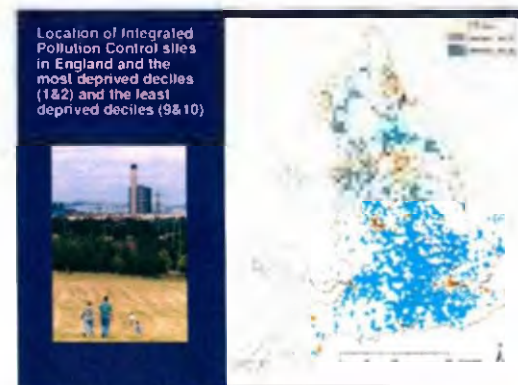 Location of Integrated
Pollution Control sites
in England and the
most deprived deciles
(1&2) and the least
deprived deciles (9&10)